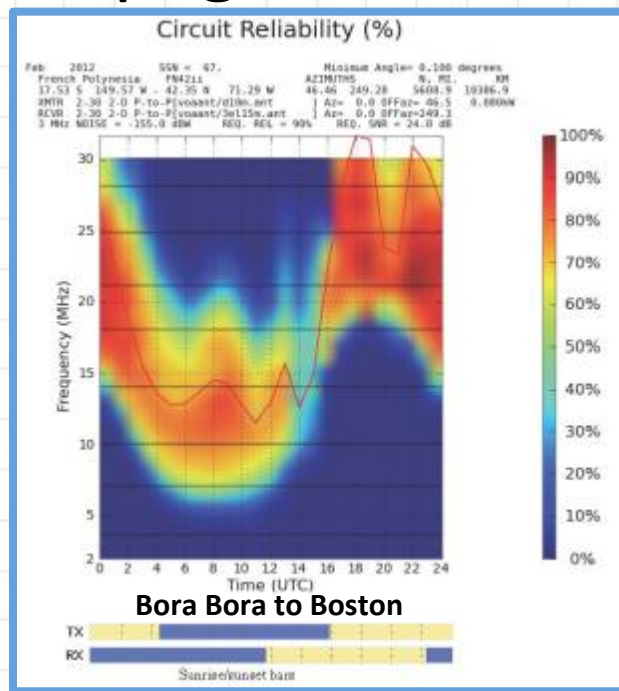 Circuit Reliability (%)
Feb 2012 SSN = 67. Minimum Angle= 0.100 degrees
French Polynesia FN42ii AZIMUTHS N. MI. KM
17.53 S 149.57 W - 42.35 N 71.29 W 46.46 249.28 5608.9 10386.9
XMTR 2-30 2-D P-to-P[voaant/d10m.ant ] Az= 0.0 OFFaz= 46.5 0.080kW
RCVR 2-30 2-D P-to-P[voaant/3el15m.ant ] Az= 0.0 OFFaz=249.3
3 MHz NOISE = -155.0 dBW REQ. REL = 90% REQ. SNR = 24.0 dB
30
25
20
15
10
5
2
Frequency (MHz)
0 2 4 6 8 10 12 14 16 18 20 22 24
Time (UTC)
100%
90%
80%
70%
60%
50%
40%
30%
20%
10%
0%
Bora Bora to Boston
TX
RX
Sunrise/sunset bars